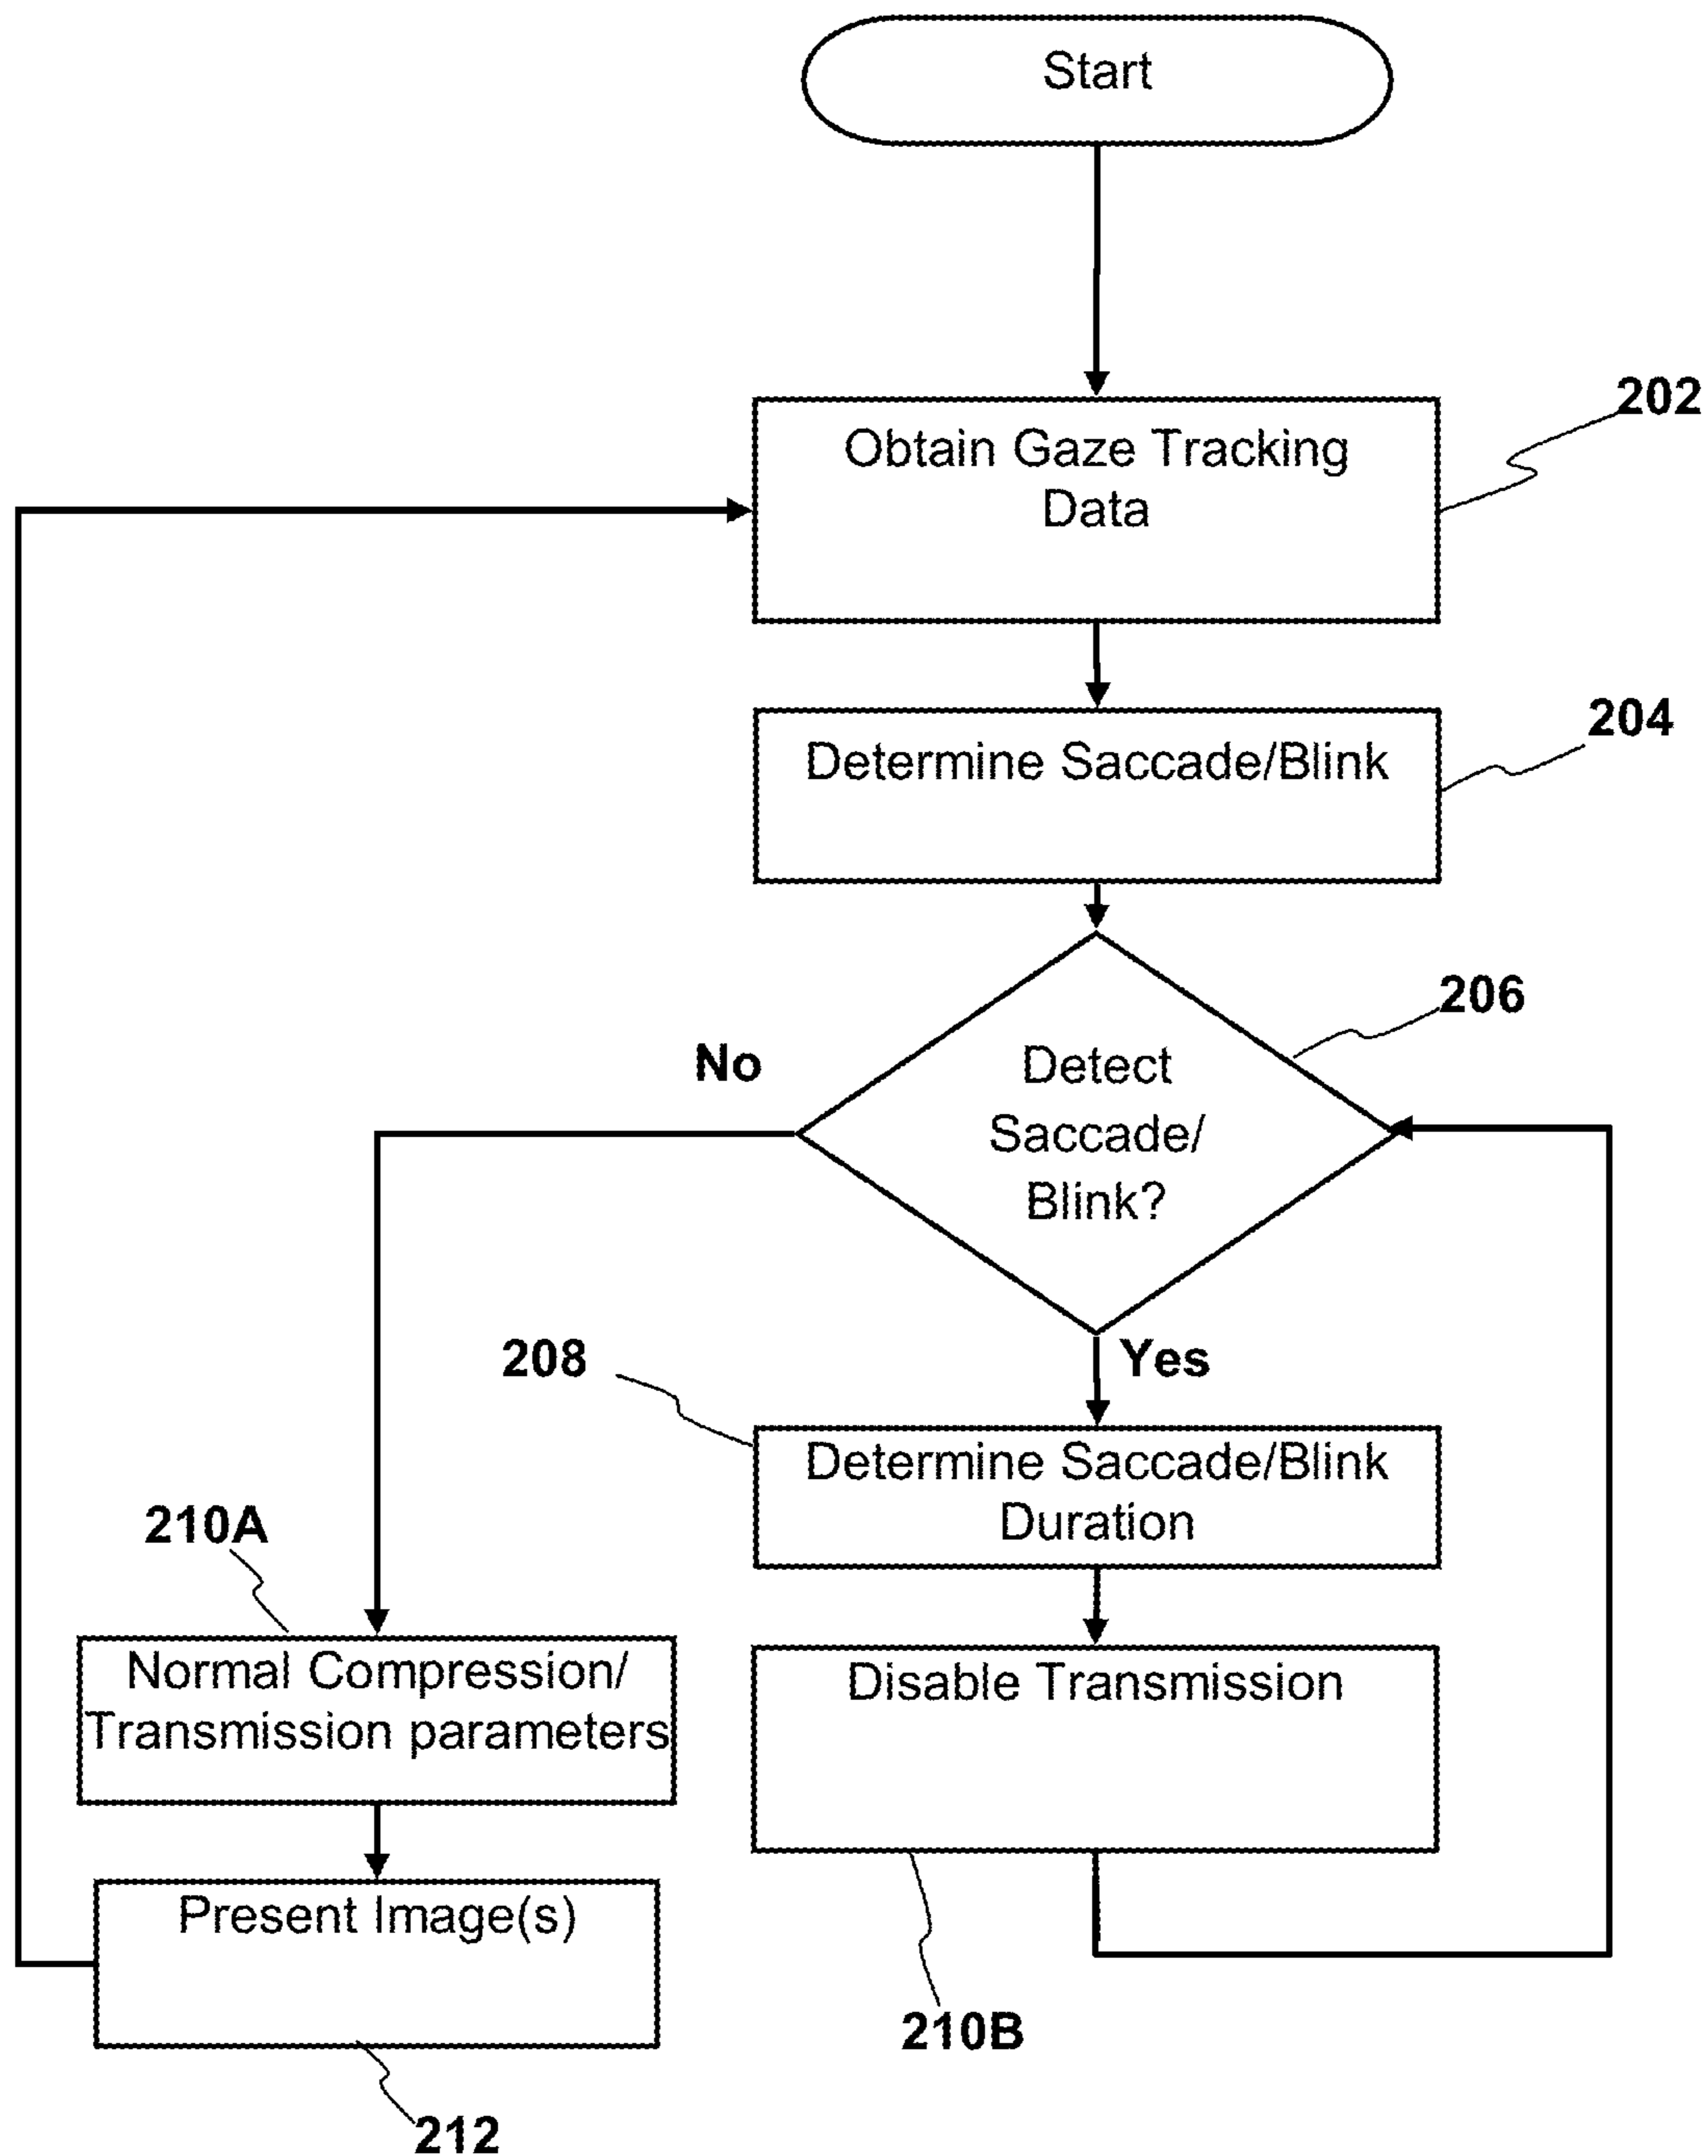 Start
202
Obtain Gaze Tracking
Data
204
Determine Saccade/Blink
206
No
Detect
Saccade/
Blink?
Yes
208
Determine Saccade/Blink
Duration
210A
Normal Compression/
Transmission parameters
Disable Transmission
Present Image(s)
210B
212